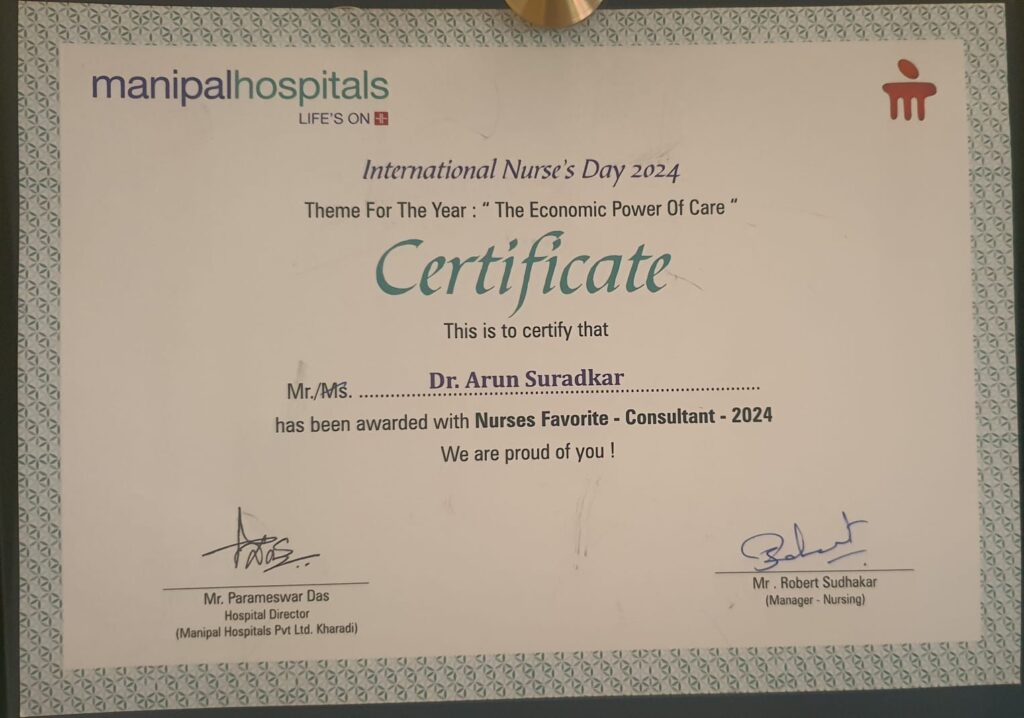 manipalhospitals
LIFE'S ON
International Nurse's Day 2024
Theme For The Year : “ The Economic Power Of Care ”
Certificate
This is to certify that
Mr./Ms. Dr. Arun Suradkar
has been awarded with Nurses Favorite - Consultant - 2024
We are proud of you !
Mr. Parameswar Das
Hospital Director
(Manipal Hospitals Pvt Ltd. Kharadi)
Mr . Robert Sudhakar
(Manager - Nursing)